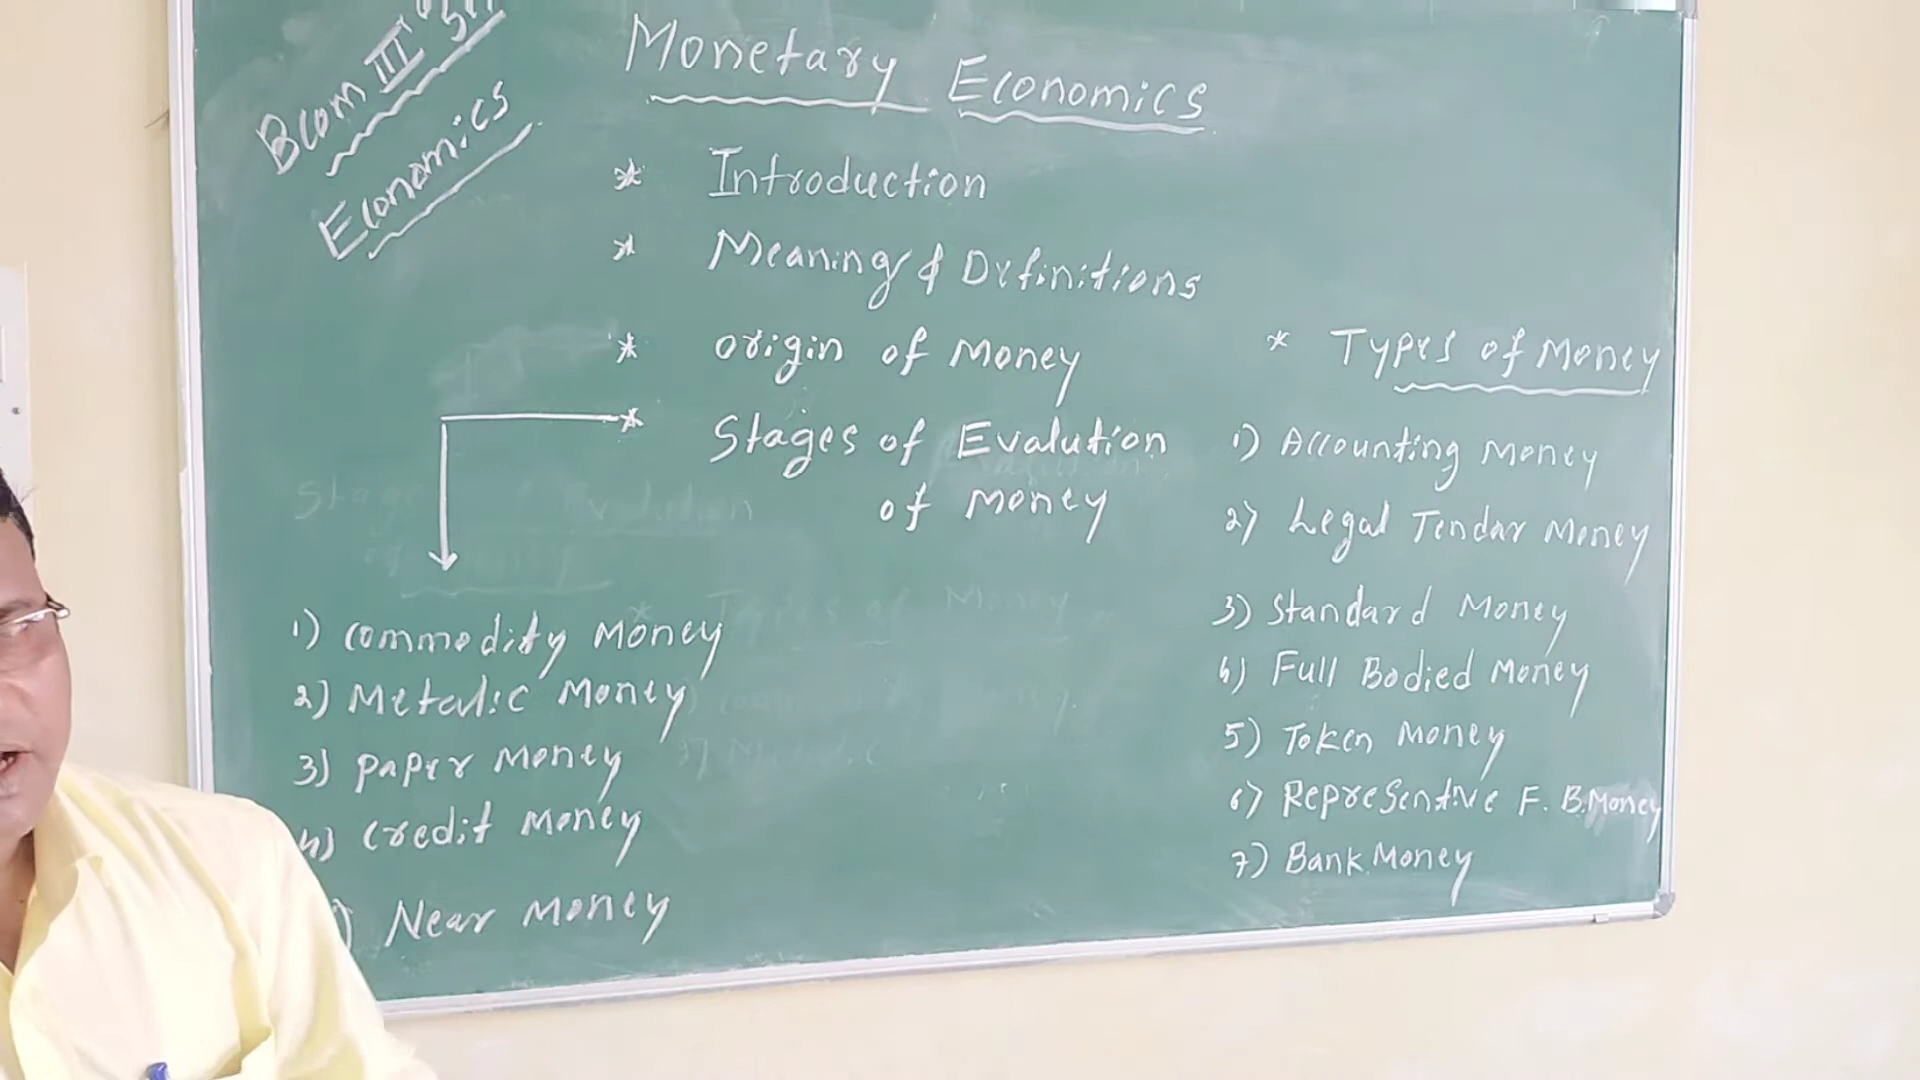 Bcom III
Economics
Monetary Economics
* Introduction
* Meaning & Definitions
* Origin of Money
* Stages of Evalution
of Money
1) Commodity Money
2) Metalic Money
3) Paper Money
4) Credit Money
) Near Money
* Types of Money
1) Accounting Money
2) Legal Tendar Money
3) Standard Money
4) Full Bodied Money
5) Token Money
6) Representive F. B. Money
7) Bank Money